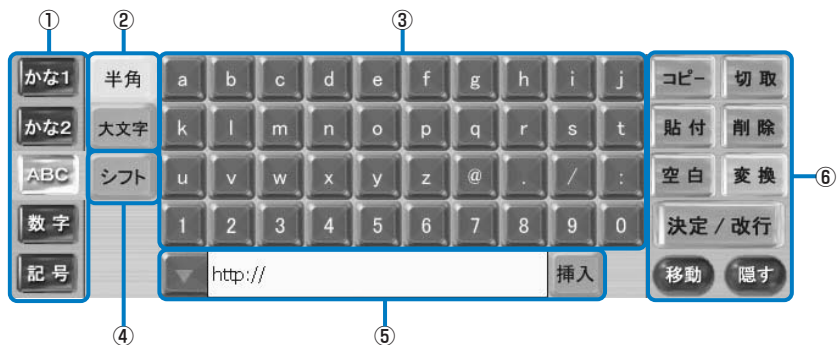 ① ② ③
かな1 半角 a b c d e f g h i j コピー 切取
かな2 大文字 k l m n o p q r s t 貼付 削除
ABC シフト u v w x y z @ . / : 空白 変換 ⑥
数字 1 2 3 4 5 6 7 8 9 0 決定 / 改行
記号 http:// 挿入 移動 隠す
④ ⑤